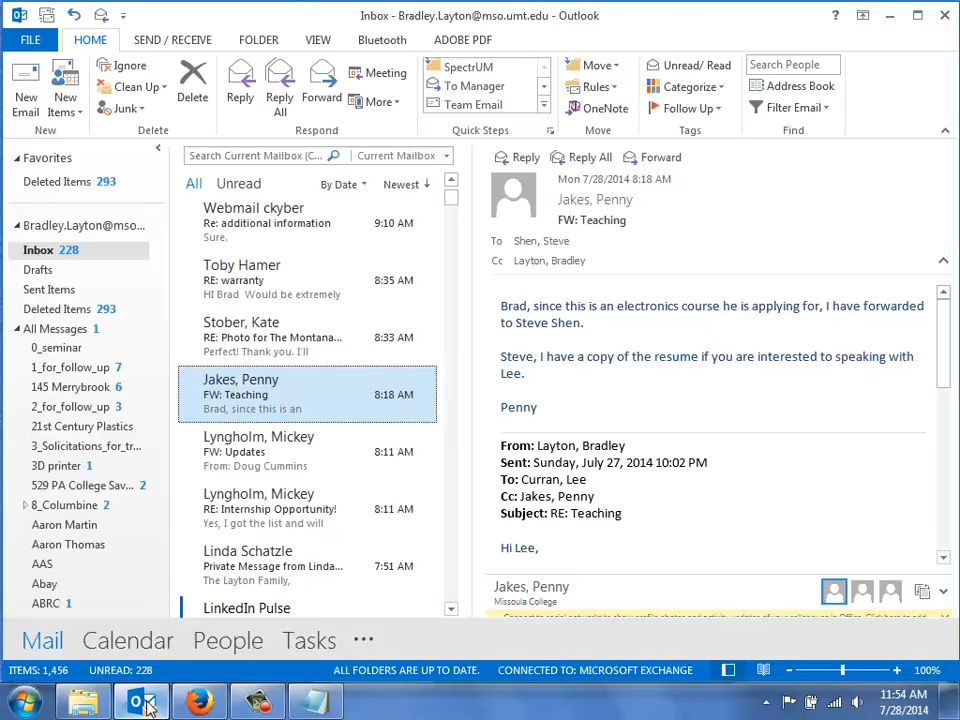 Inbox - Bradley.Layton@mso.umt.edu - Outlook
FILE HOME SEND / RECEIVE FOLDER VIEW Bluetooth ADOBE PDF
New Email
New Items
New
Ignore
Clean Up
Junk
Delete
Delete
Reply
Reply All
Forward
Meeting
More
Respond
SpectrUM
To Manager
Team Email
Quick Steps
Move
Rules
OneNote
Move
Unread/ Read
Categorize
Follow Up
Tags
Search People
Address Book
Filter Email
Find
Favorites
Deleted Items 293
Bradley.Layton@mso...
Inbox 228
Drafts
Sent Items
Deleted Items 293
All Messages 1
0_seminar
1_for_follow_up 7
145 Merrybrook 6
2_for_follow_up 3
21st Century Plastics
3_Solicitations_for_tr...
3D printer 1
529 PA College Sav... 2
8_Columbine 2
Aaron Martin
Aaron Thomas
AAS
Abay
ABRC 1
Search Current Mailbox (C... Current Mailbox
All Unread By Date Newest
Webmail ckyber
Re: additional information 9:10 AM
Sure.
Toby Hamer
RE: warranty 8:35 AM
HI Brad Would be extremely
Stober, Kate
RE: Photo for The Montana... 8:33 AM
Perfect! Thank you. I'll
Jakes, Penny
FW: Teaching 8:18 AM
Brad, since this is an
Lyngholm, Mickey
FW: Updates 8:11 AM
From: Doug Cummins
Lyngholm, Mickey
RE: Internship Opportunity! 8:11 AM
Yes, I got the list and will
Linda Schatzle
Private Message from Linda... 7:51 AM
The Layton Family,
LinkedIn Pulse
Reply Reply All Forward
Mon 7/28/2014 8:18 AM
Jakes, Penny
FW: Teaching
To Shen, Steve
Cc Layton, Bradley
Brad, since this is an electronics course he is applying for, I have forwarded
to Steve Shen.
Steve, I have a copy of the resume if you are interested to speaking with
Lee.
Penny
From: Layton, Bradley
Sent: Sunday, July 27, 2014 10:02 PM
To: Curran, Lee
Cc: Jakes, Penny
Subject: RE: Teaching
Hi Lee,
Jakes, Penny
Missoula College
Mail Calendar People Tasks
ITEMS: 1,456 UNREAD: 228 ALL FOLDERS ARE UP TO DATE. CONNECTED TO: MICROSOFT EXCHANGE 100%
11:54 AM
7/28/2014